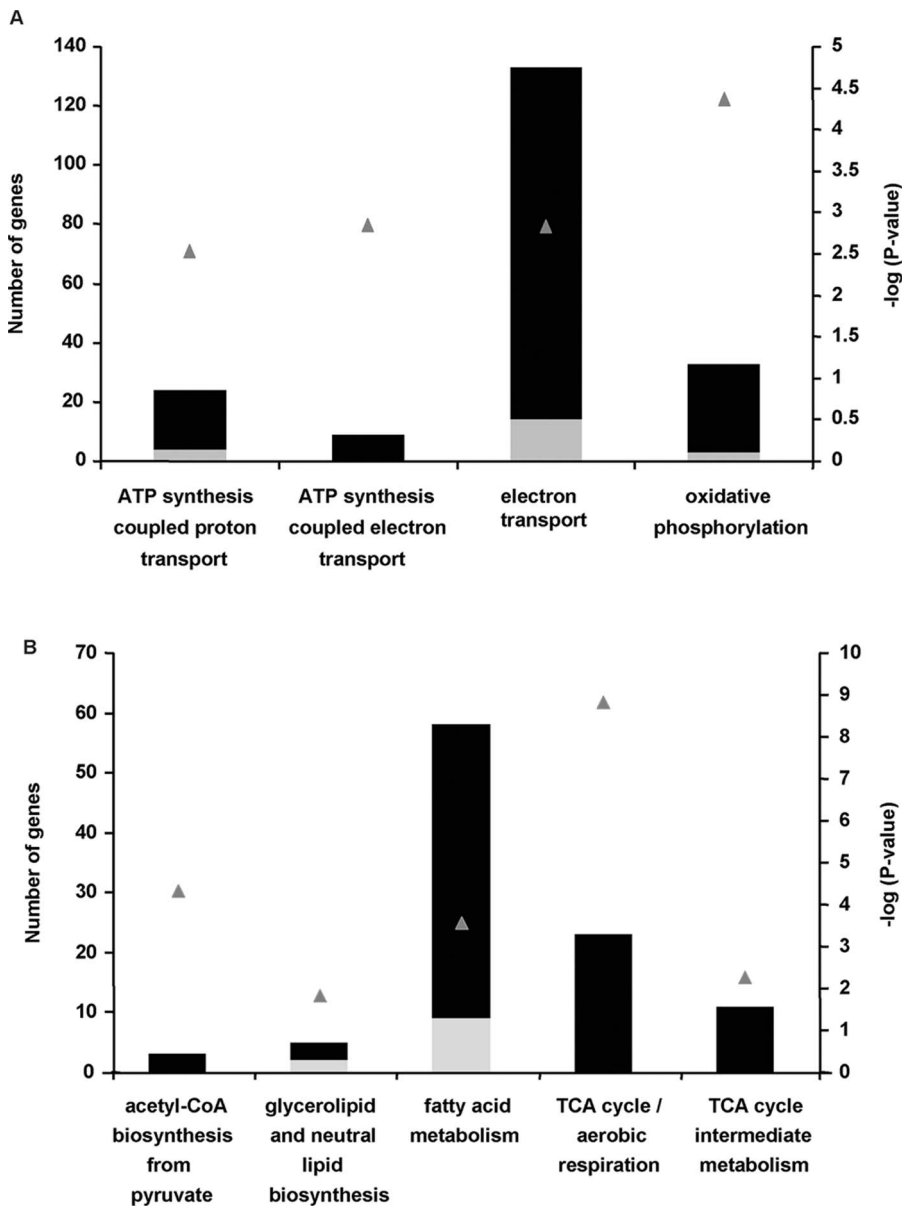 A
140
120
100
80
60
40
20
0
Number of genes
5
4.5
4
3.5
3
2.5
2
1.5
1
0.5
0
-log (P-value)
ATP synthesis
coupled proton
transport
ATP synthesis
coupled electron
transport
electron
transport
oxidative
phosphorylation
B
70
60
50
40
30
20
10
0
Number of genes
10
9
8
7
6
5
4
3
2
1
0
-log (P-value)
acetyl-CoA
biosynthesis
from
pyruvate
glycerolipid
and neutral
lipid
biosynthesis
fatty acid
metabolism
TCA cycle /
aerobic
respiration
TCA cycle
intermediate
metabolism